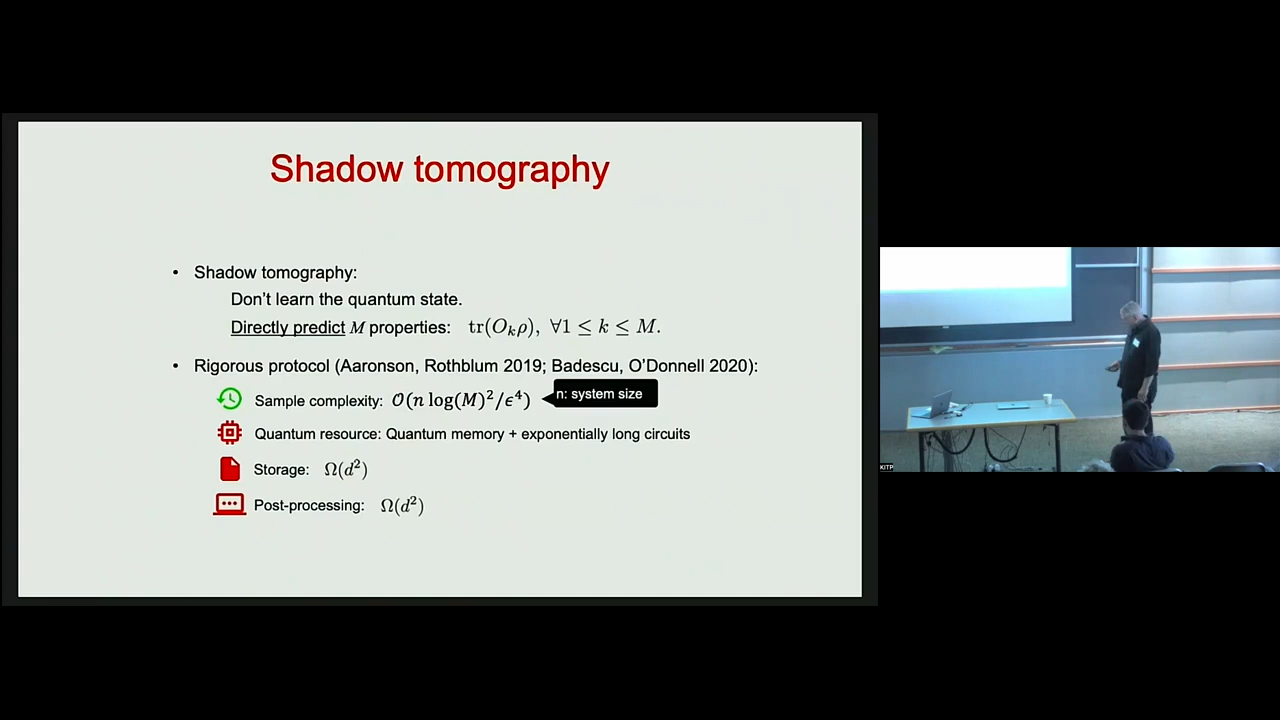 Shadow tomography
• Shadow tomography:
Don't learn the quantum state.
Directly predict M properties: tr(O_kρ), ∀1 ≤ k ≤ M.
• Rigorous protocol (Aaronson, Rothblum 2019; Badescu, O'Donnell 2020):
Sample complexity: 𝒪(n log(M)²/ϵ⁴)
n: system size
Quantum resource: Quantum memory + exponentially long circuits
Storage: Ω(d²)
Post-processing: Ω(d²)
KITP